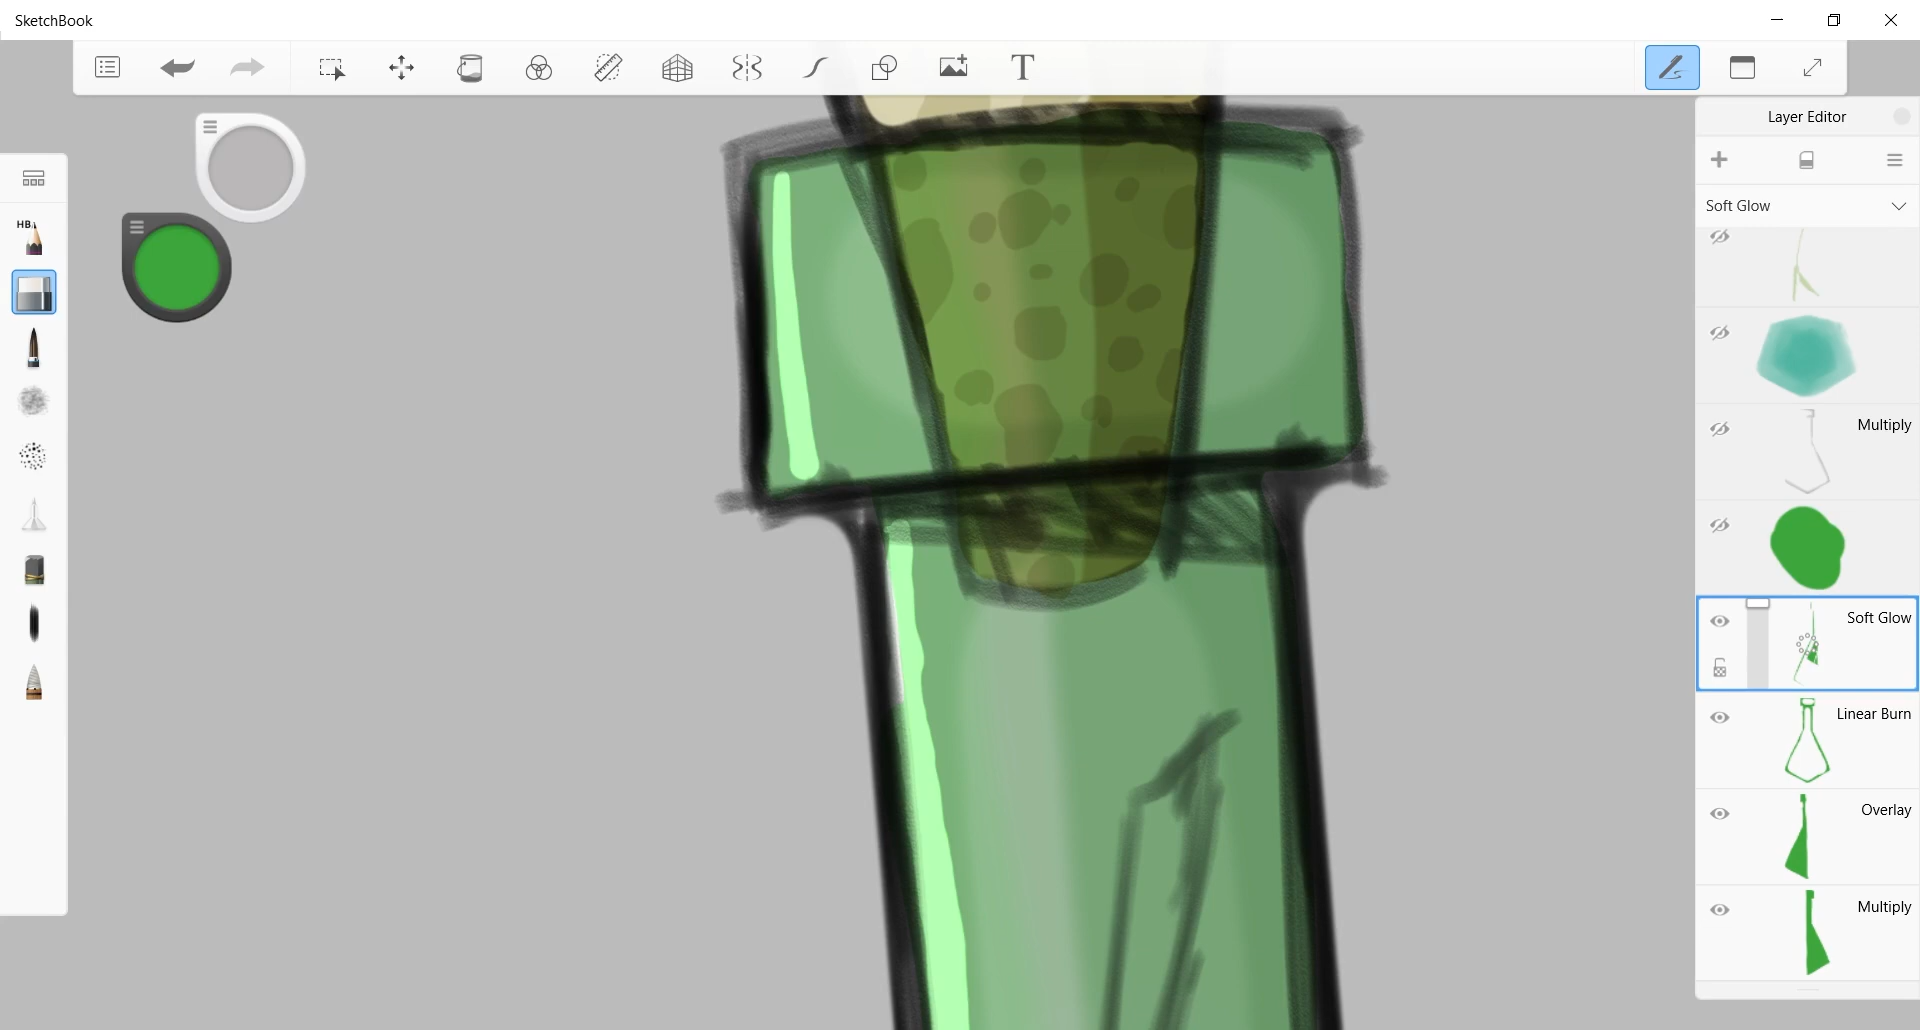 SketchBook
T
Layer Editor
Soft Glow
HB
Multiply
Soft Glow
Linear Burn
Overlay
Multiply